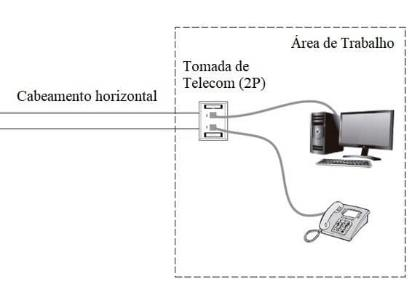 Área de Trabalho
Tomada de
Telecom (2P)
Cabeamento horizontal